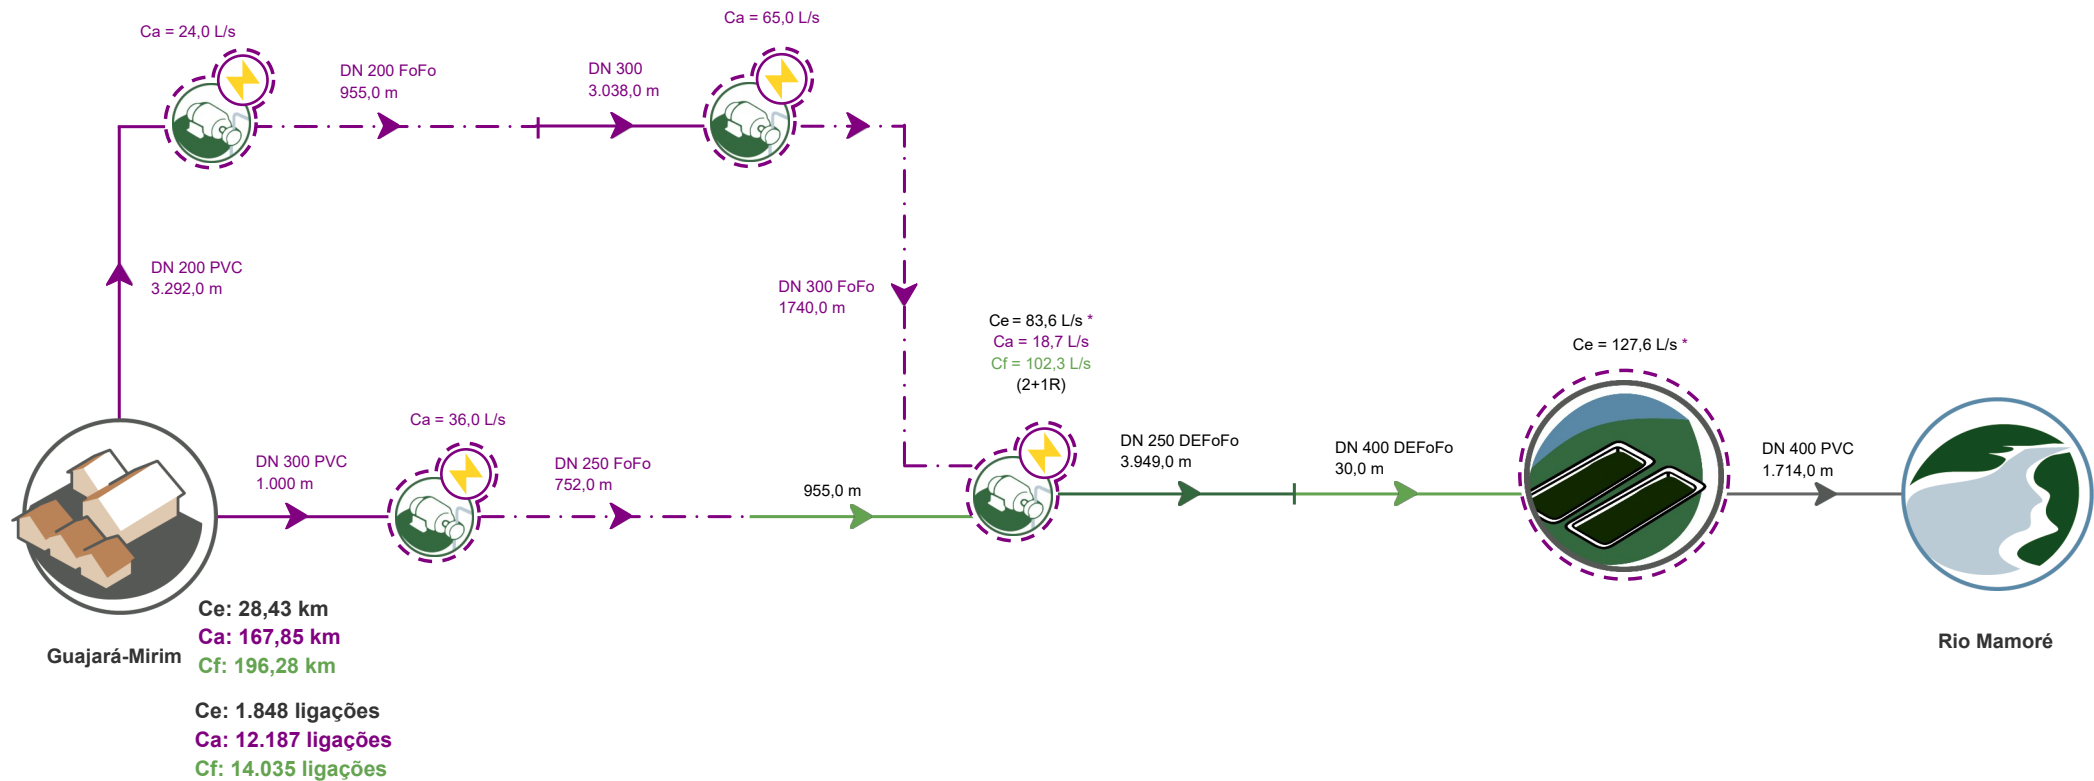 Ca = 24,0 L/s
Ca = 65,0 L/s
DN 200 FoFo
955,0 m
DN 300
3.038,0 m
DN 200 PVC
3.292,0 m
DN 300 FoFo
1740,0 m
Ce = 83,6 L/s *
Ca = 18,7 L/s
Cf = 102,3 L/s
(2+1R)
Ce = 127,6 L/s *
Ca = 36,0 L/s
DN 300 PVC
1.000 m
DN 250 FoFo
752,0 m
955,0 m
DN 250 DEFoFo
3.949,0 m
DN 400 DEFoFo
30,0 m
DN 400 PVC
1.714,0 m
Guajará-Mirim
Ce: 28,43 km
Ca: 167,85 km
Cf: 196,28 km
Ce: 1.848 ligações
Ca: 12.187 ligações
Cf: 14.035 ligações
Rio Mamoré